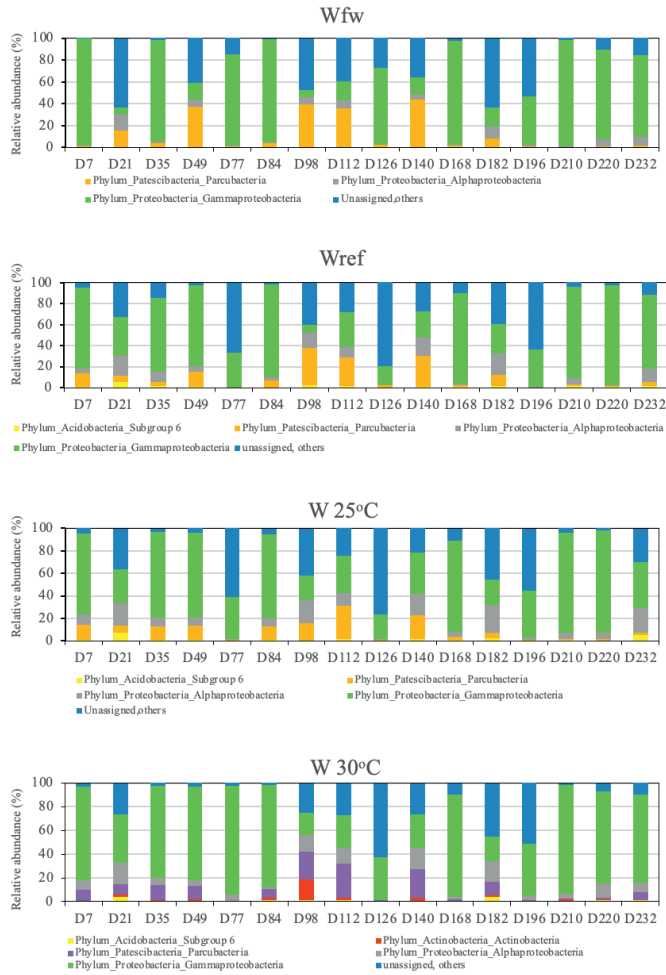 Wfw
Relative abundance (%)
100
80
60
40
20
0
D7 D21 D35 D49 D77 D84 D98 D112 D126 D140 D168 D182 D196 D210 D220 D232
Phylum_Patescibacteria_Parcubacteria Phylum_Proteobacteria_Alphaproteobacteria
Phylum_Proteobacteria_Gammaproteobacteria Unassigned,others
Wref
Relative abundance (%)
100
80
60
40
20
0
D7 D21 D35 D49 D77 D84 D98 D112 D126 D140 D168 D182 D196 D210 D220 D232
Phylum_Acidobacteria_Subgroup 6 Phylum_Patescibacteria_Parcubacteria Phylum_Proteobacteria_Alphaproteobacteria
Phylum_Proteobacteria_Gammaproteobacteria unassigned, others
W 25°C
Relative abundance (%)
100
80
60
40
20
0
D7 D21 D35 D49 D77 D84 D98 D112 D126 D140 D168 D182 D196 D210 D220 D232
Phylum_Acidobacteria_Subgroup 6 Phylum_Patescibacteria_Parcubacteria
Phylum_Proteobacteria_Alphaproteobacteria Phylum_Proteobacteria_Gammaproteobacteria
Unassigned,others
W 30°C
Relative abundance (%)
100
80
60
40
20
0
D7 D21 D35 D49 D77 D84 D98 D112 D126 D140 D168 D182 D196 D210 D220 D232
Phylum_Acidobacteria_Subgroup 6 Phylum_Actinobacteria_Actinobacteria
Phylum_Patescibacteria_Parcubacteria Phylum_Proteobacteria_Alphaproteobacteria
Phylum_Proteobacteria_Gammaproteobacteria unassigned, others